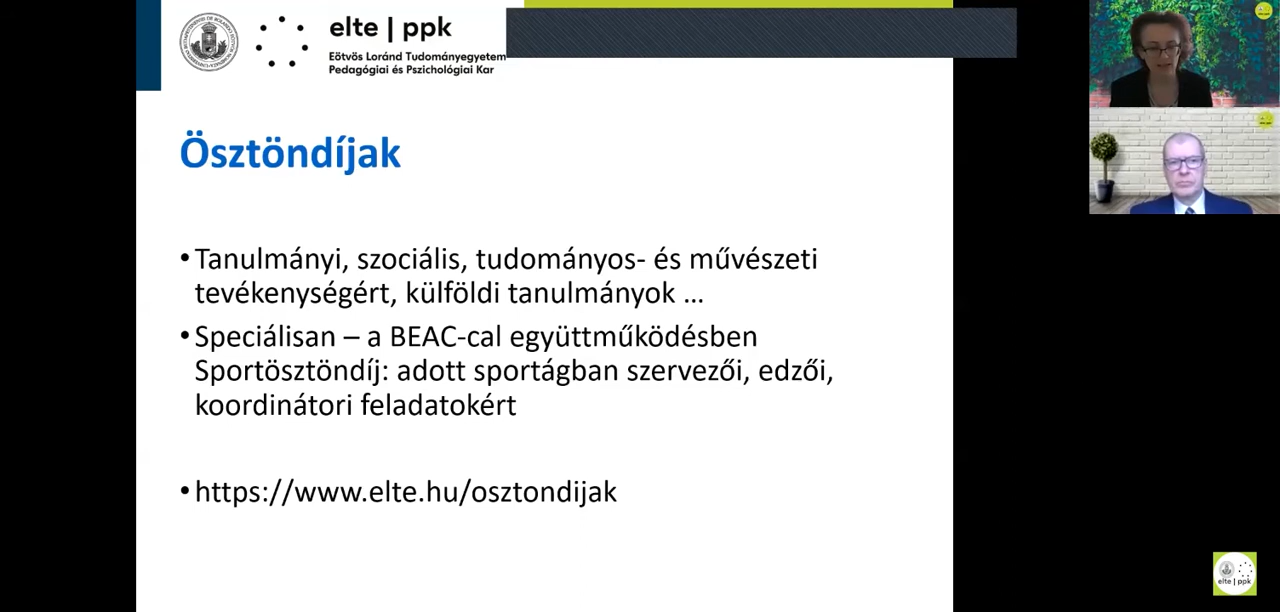 elte | ppk
Eötvös Loránd Tudományegyetem
Pedagógiai és Pszichológiai Kar
Ösztöndíjak
•Tanulmányi, szociális, tudományos- és művészeti
tevékenységért, külföldi tanulmányok …
•Speciálisan – a BEAC-cal együttműködésben
Sportösztöndíj: adott sportágban szervezői, edzői,
koordinátori feladatokért
•https://www.elte.hu/osztondijak
elte | ppk